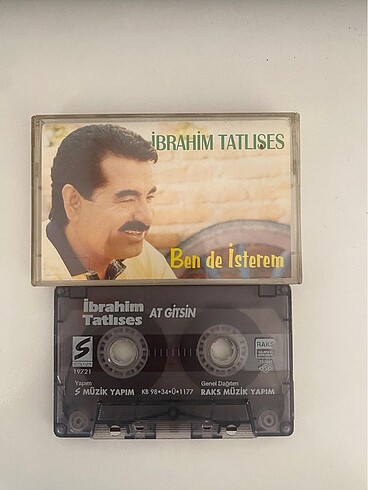 İBRAHİM TATLISES
Ben de İsterem
İbrahim
Tatlıses
AT GİTSİN
S
19721
RAKS
Yapım
S MÜZİK YAPIM
KB 98•34•Ü•1177
Genel Dağıtım
RAKS MÜZİK YAPIM